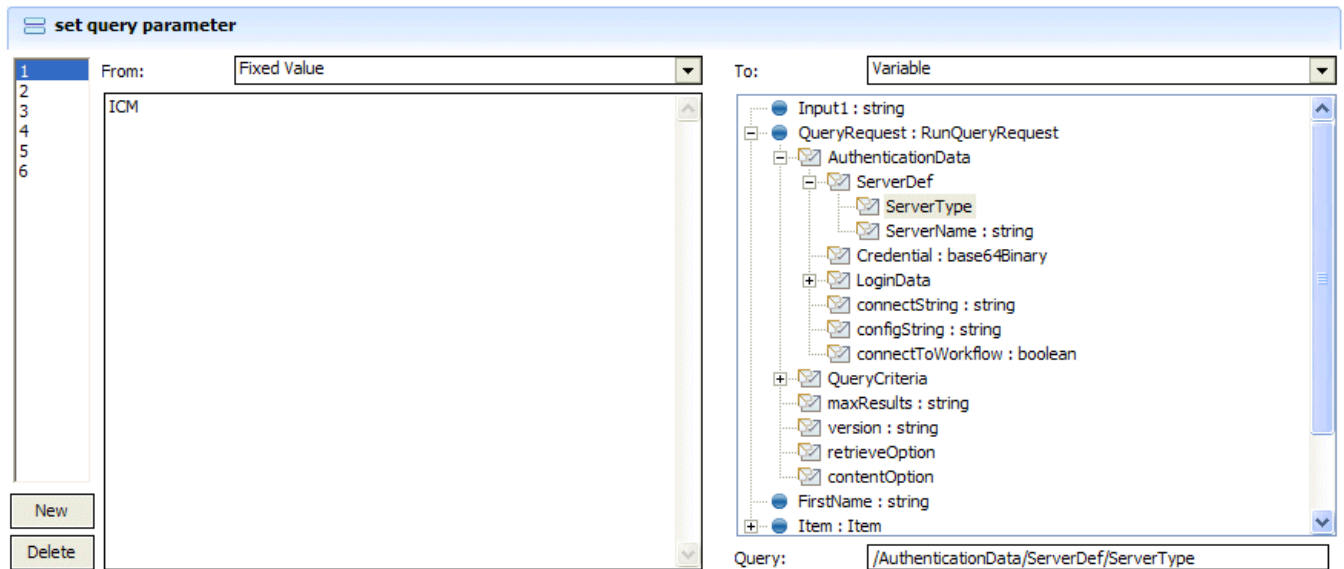 set query parameter
1
2
3
4
5
6
New
Delete
From:
Fixed Value
ICM
To:
Variable
Input1 : string
QueryRequest : RunQueryRequest
AuthenticationData
ServerDef
ServerType
ServerName : string
Credential : base64Binary
LoginData
connectString : string
configString : string
connectToWorkflow : boolean
QueryCriteria
maxResults : string
version : string
retrieveOption
contentOption
FirstName : string
Item : Item
Query:
/AuthenticationData/ServerDef/ServerType